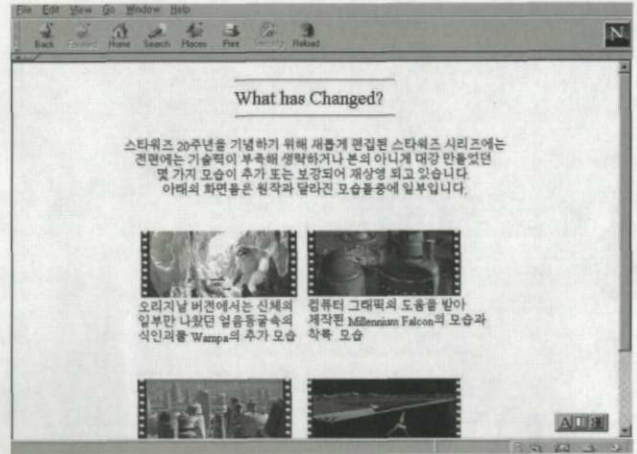 File Edit View Go Window Help
Back Forward Home Search Places Print Security Reload
N
What has Changed?
스타워즈 20주년을 기념하기 위해 새롭게 편집된 스타워즈 시리즈에는
전편에는 기술력이 부족해 생략하거나 본의 아니게 대강 만들었던
몇 가지 모습이 추가 또는 보강되어 재상영 되고 있습니다.
아래의 화면들은 원작과 달라진 모습들중에 일부입니다.
오리지날 버전에서는 신체의
일부만 나왔던 얼음동굴속의
식인괴물 Wampa의 추가 모습
컴퓨터 그래픽의 도움을 받아
제작된 Millennium Falcon의 모습과
착륙 모습